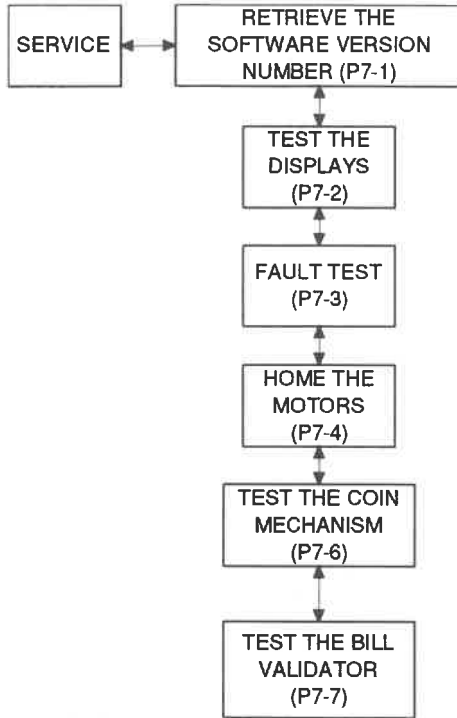 SERVICE
RETRIEVE THE
SOFTWARE VERSION
NUMBER (P7-1)
TEST THE
DISPLAYS
(P7-2)
FAULT TEST
(P7-3)
HOME THE
MOTORS
(P7-4)
TEST THE COIN
MECHANISM
(P7-6)
TEST THE BILL
VALIDATOR
(P7-7)